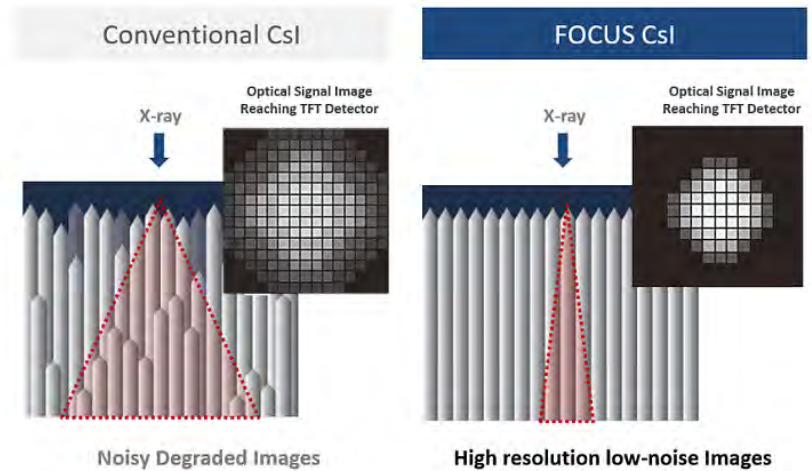 Conventional CsI
FOCUS CsI
Optical Signal Image
Reaching TFT Detector
X-ray
Optical Signal Image
Reaching TFT Detector
X-ray
Noisy Degraded Images
High resolution low-noise Images